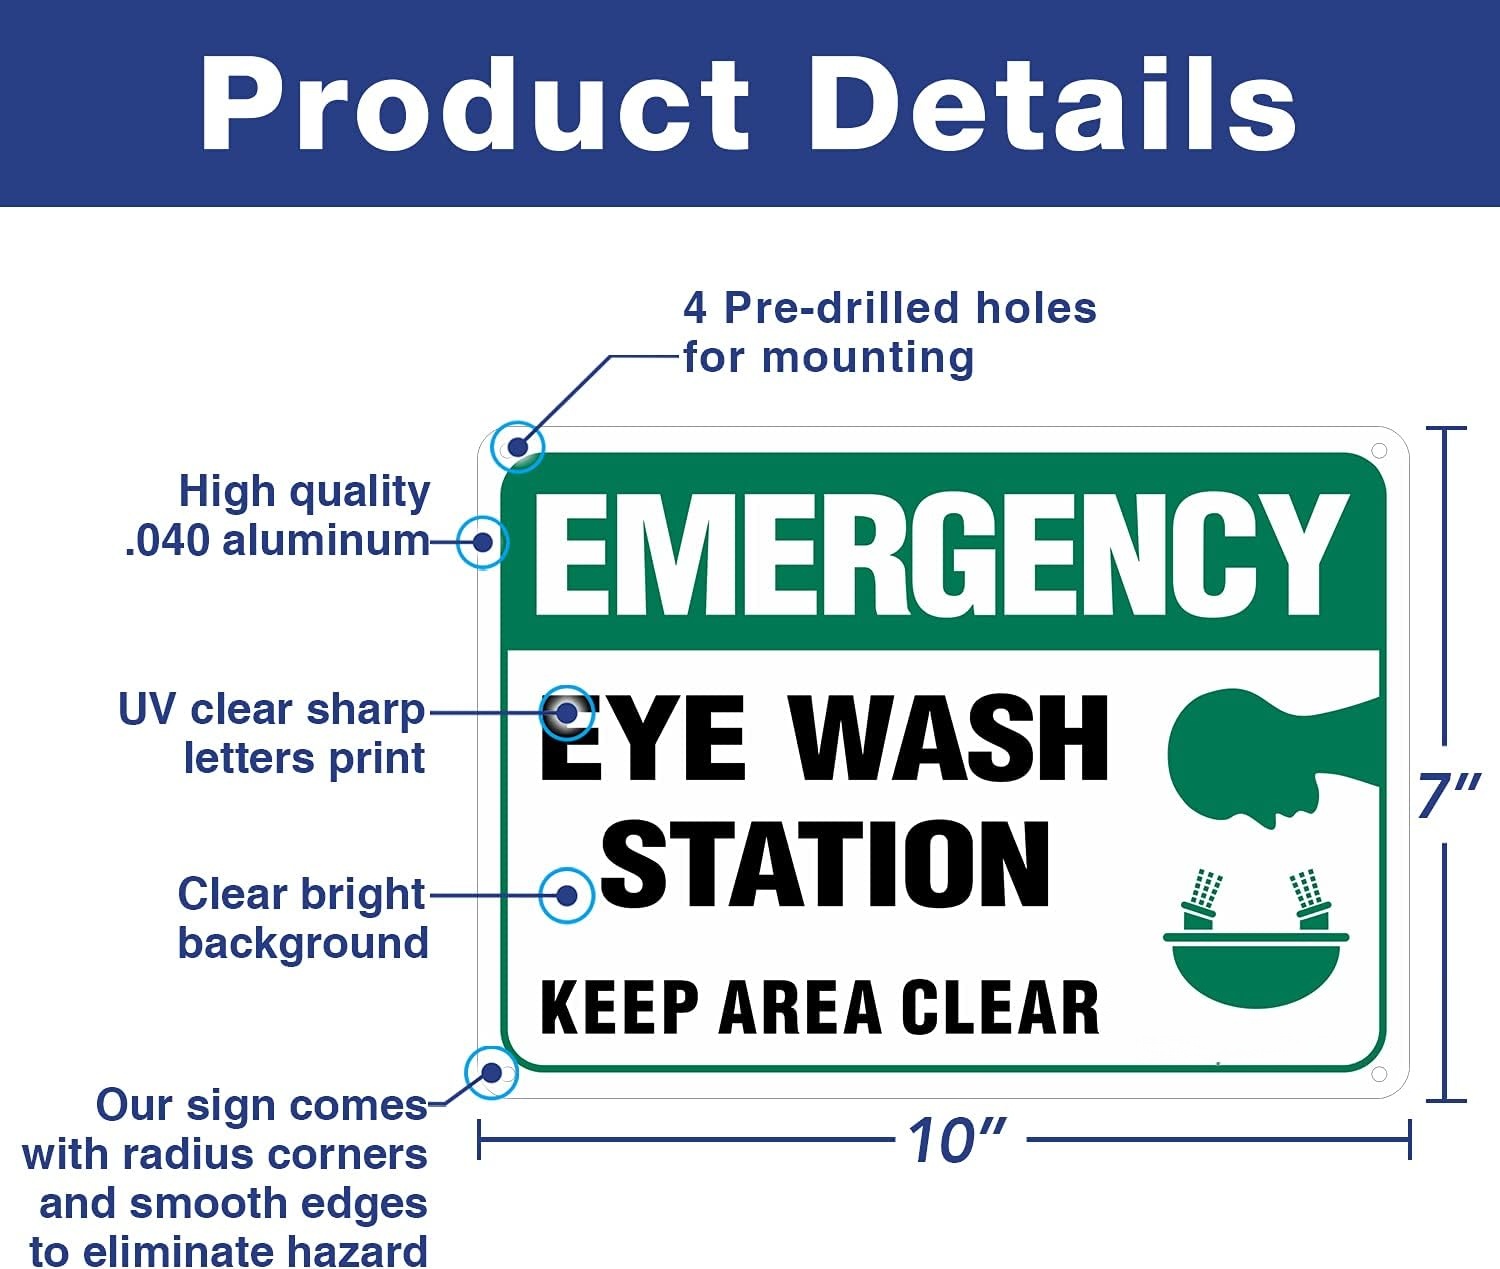 Product Details
4 Pre-drilled holes
for mounting
High quality
.040 aluminum
UV clear sharp
letters print
Clear bright
background
Our sign comes
with radius corners
and smooth edges
to eliminate hazard
EMERGENCY
EYE WASH
STATION
KEEP AREA CLEAR
7”
10”